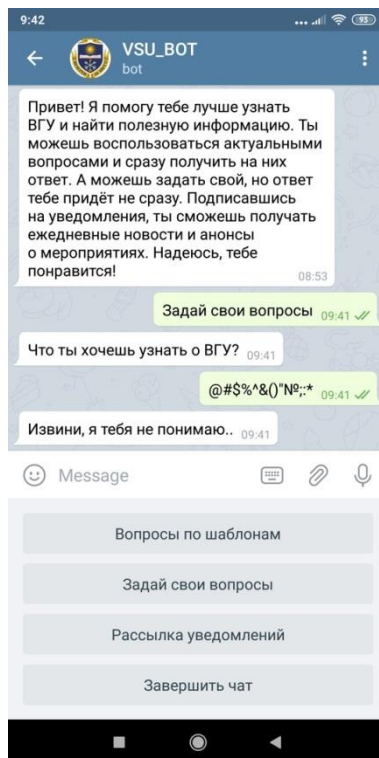 9:42
93
VSU_BOT
bot
Привет! Я помогу тебе лучше узнать
ВГУ и найти полезную информацию. Ты
можешь воспользоваться актуальными
вопросами и сразу получить на них
ответ. А можешь задать свой, но ответ
тебе придёт не сразу. Подписавшись
на уведомления, ты сможешь получать
ежедневные новости и анонсы
о мероприятиях. Надеюсь, тебе
понравится!
08:53
Задай свои вопросы 09:41
Что ты хочешь узнать о ВГУ? 09:41
@#$%^&()"№;:* 09:41
Извини, я тебя не понимаю.. 09:41
Message
Вопросы по шаблонам
Задай свои вопросы
Рассылка уведомлений
Завершить чат